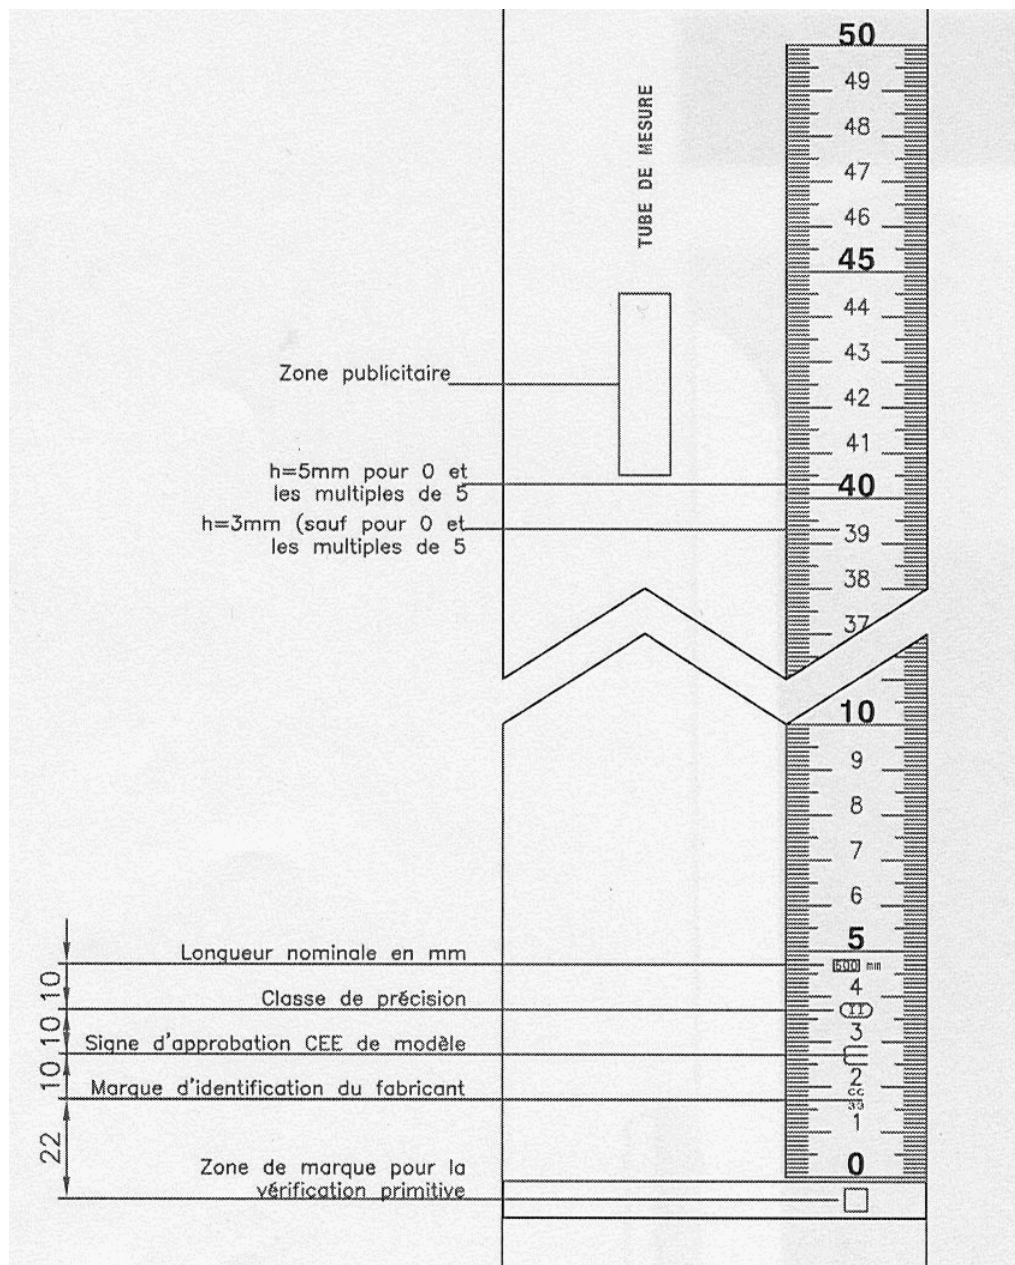 50
49
48
47
46
45
44
43
42
41
40
39
38
37
10
9
8
7
6
5
4
3
2
1
0
TUBE DE MESURE
Zone publicitaire
h=5mm pour 0 et
les multiples de 5
h=3mm (sauf pour 0 et
les multiples de 5
Longueur nominale en mm
500 mm
Classe de précision
II
Signe d'approbation CEE de modèle
Marque d'identification du fabricant
CC
33
Zone de marque pour la
vérification primitive
10
10
10
22